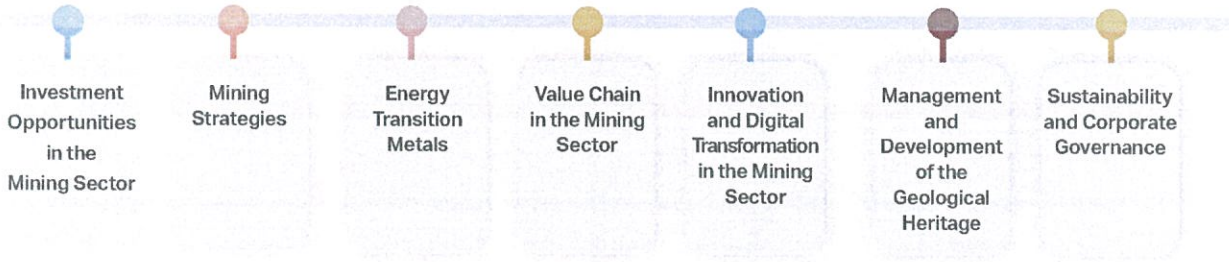 Investment
Opportunities
in the
Mining Sector
Mining
Strategies
Energy
Transition
Metals
Value Chain
in the Mining
Sector
Innovation
and Digital
Transformation
in the Mining
Sector
Management
and
Development
of the
Geological
Heritage
Sustainability
and Corporate
Governance